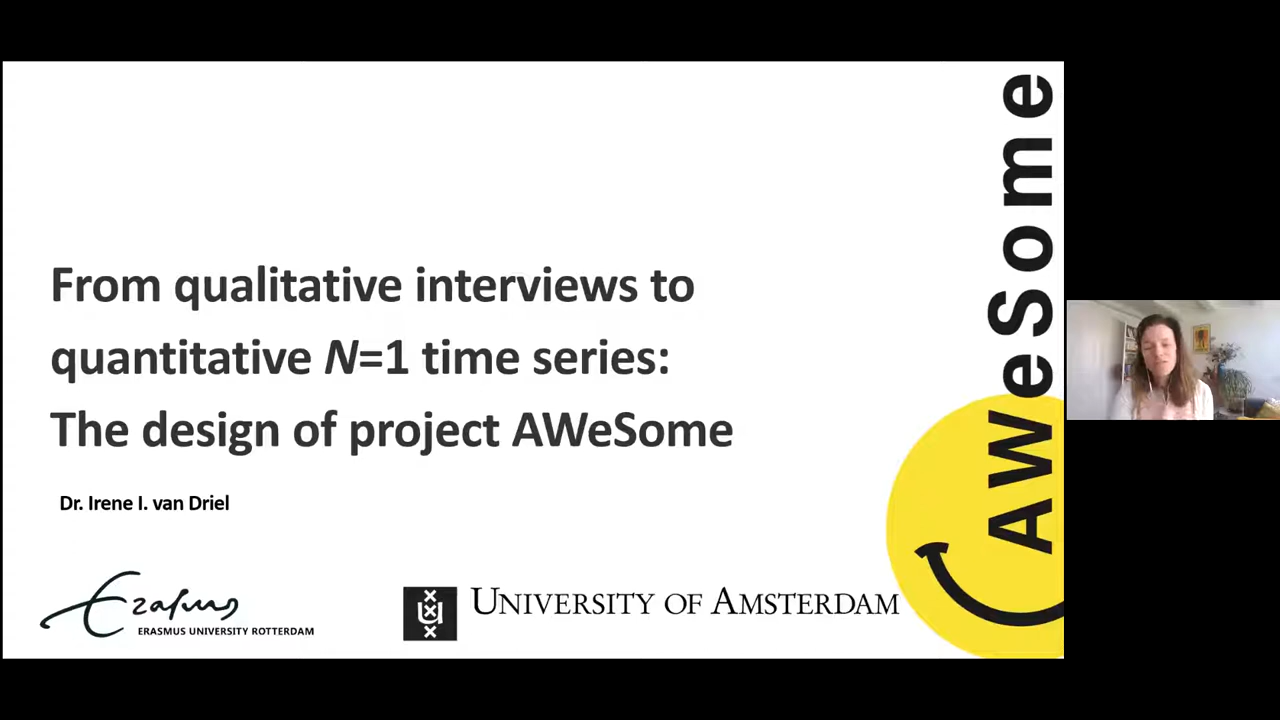 From qualitative interviews to
quantitative N=1 time series:
The design of project AWeSome
Dr. Irene I. van Driel
Erasmus
ERASMUS UNIVERSITY ROTTERDAM
U
UNIVERSITY OF AMSTERDAM
AWeSome